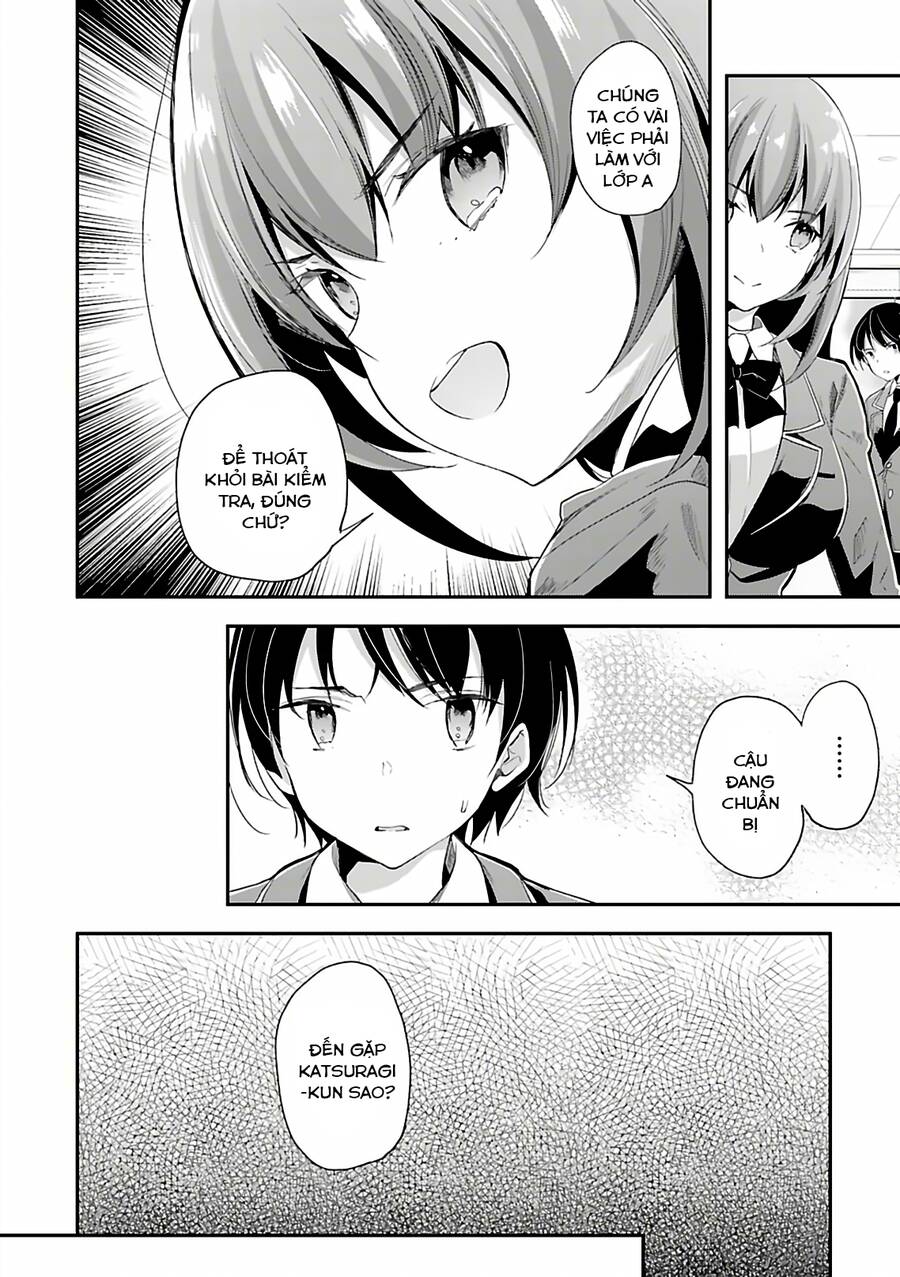 CHÚNG
TA CÓ VÀI
VIỆC PHẢI
LÀM VỚI
LỚP A
ĐỂ THOÁT
KHỎI BÀI KIỂM
TRA, ĐÚNG
CHỨ?
......
CẬU
ĐANG
CHUẨN
BỊ
ĐẾN GẶP
KATSURAGI
-KUN SAO?